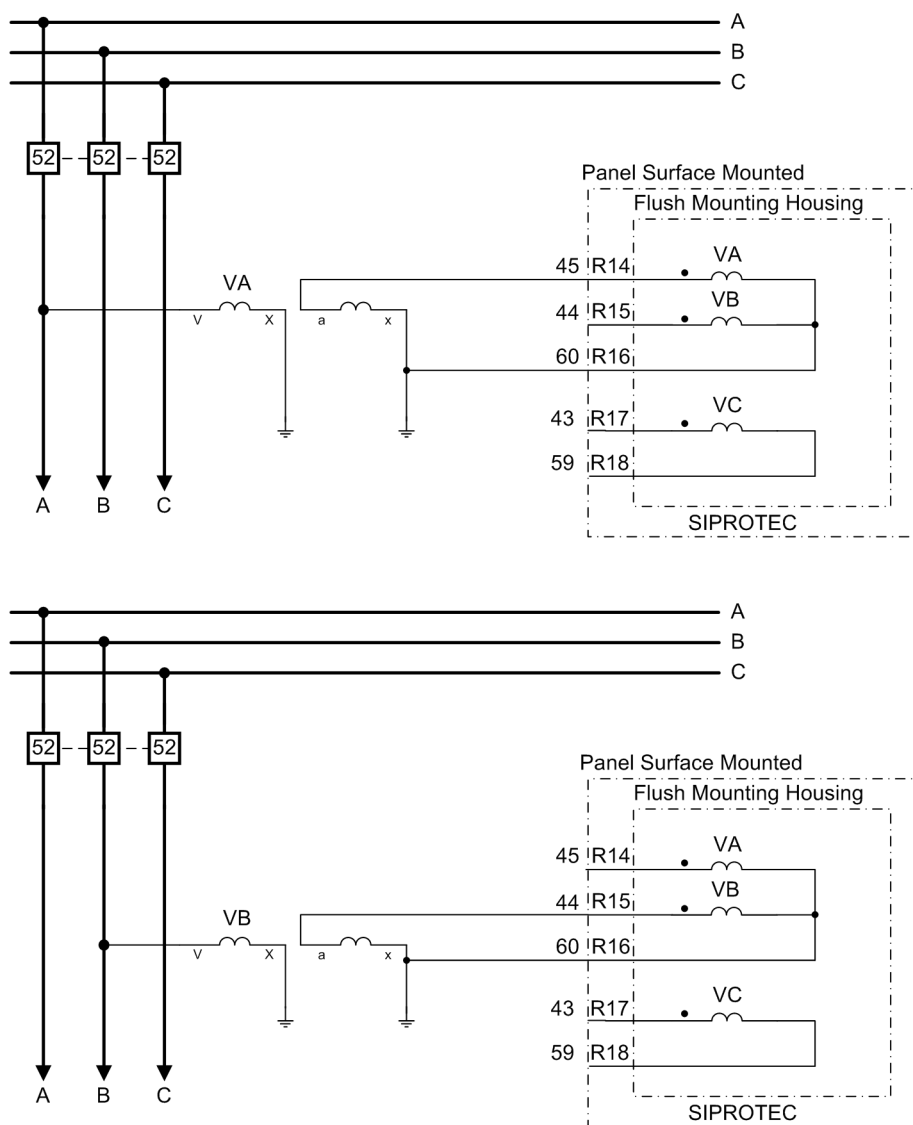 A
B
C
52 52 52
Panel Surface Mounted
Flush Mounting Housing
VA
45 R14 VA
V X a x
44 R15 VB
60 R16
43 R17 VC
59 R18
A B C
SIPROTEC
A
B
C
52 52 52
Panel Surface Mounted
Flush Mounting Housing
45 R14 VA
44 R15 VB
VB
V X a x
60 R16
43 R17 VC
59 R18
A B C
SIPROTEC